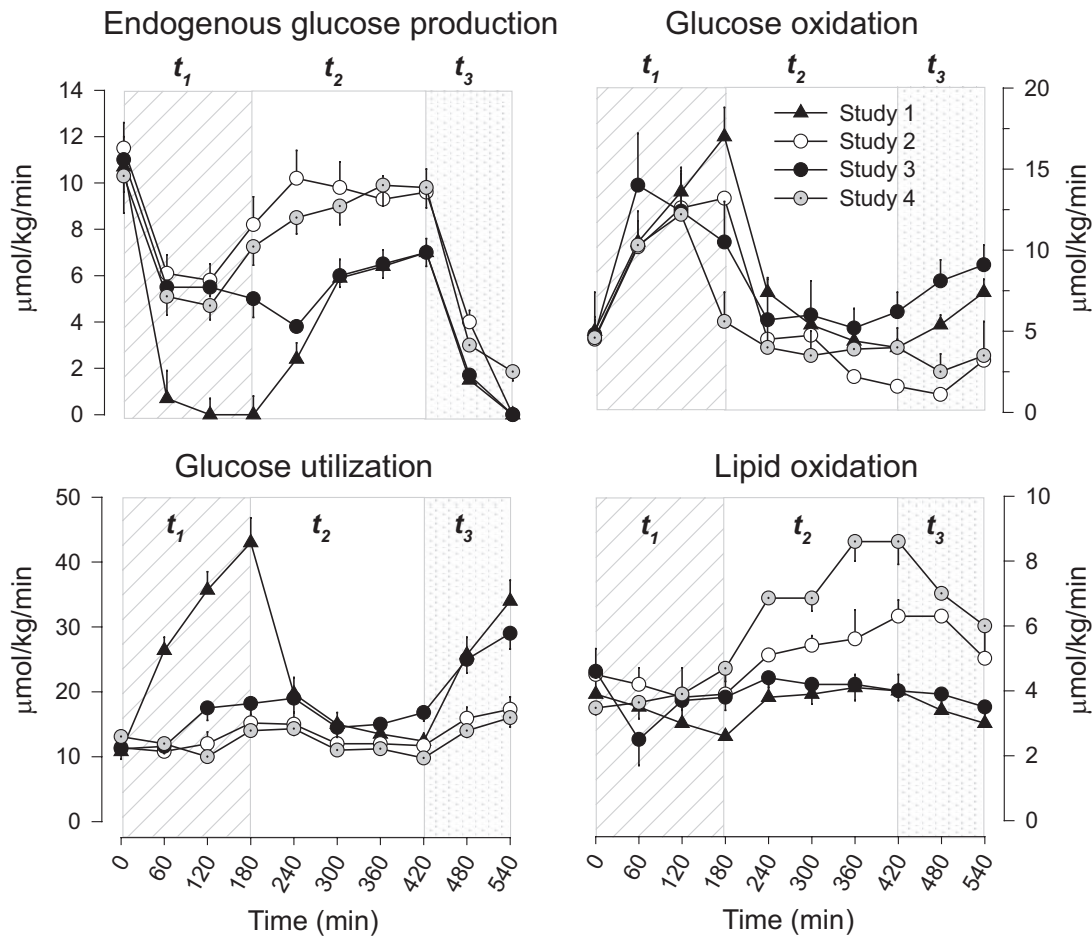 Endogenous glucose production
Glucose oxidation
t1 t2 t3
t1 t2 t3
14
12
10
8
6
4
2
0
μmol/kg/min
Study 1
Study 2
Study 3
Study 4
20
15
10
5
0
μmol/kg/min
Glucose utilization
Lipid oxidation
t1 t2 t3
t1 t2 t3
50
40
30
20
10
0
μmol/kg/min
10
8
6
4
2
0
μmol/kg/min
0 60 120 180 240 300 360 420 480 540
0 60 120 180 240 300 360 420 480 540
Time (min)
Time (min)